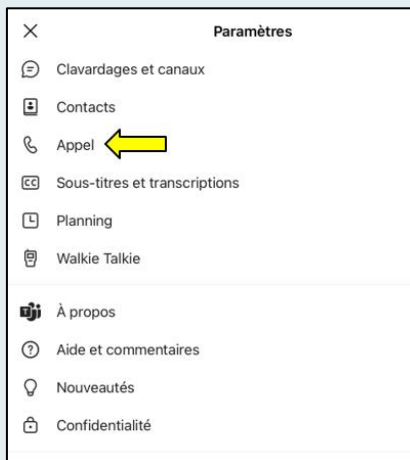 Paramètres
Clavardages et canaux
Contacts
Appel
CC Sous-titres et transcriptions
Planning
Walkie Talkie
À propos
Aide et commentaires
Nouveautés
Confidentialité